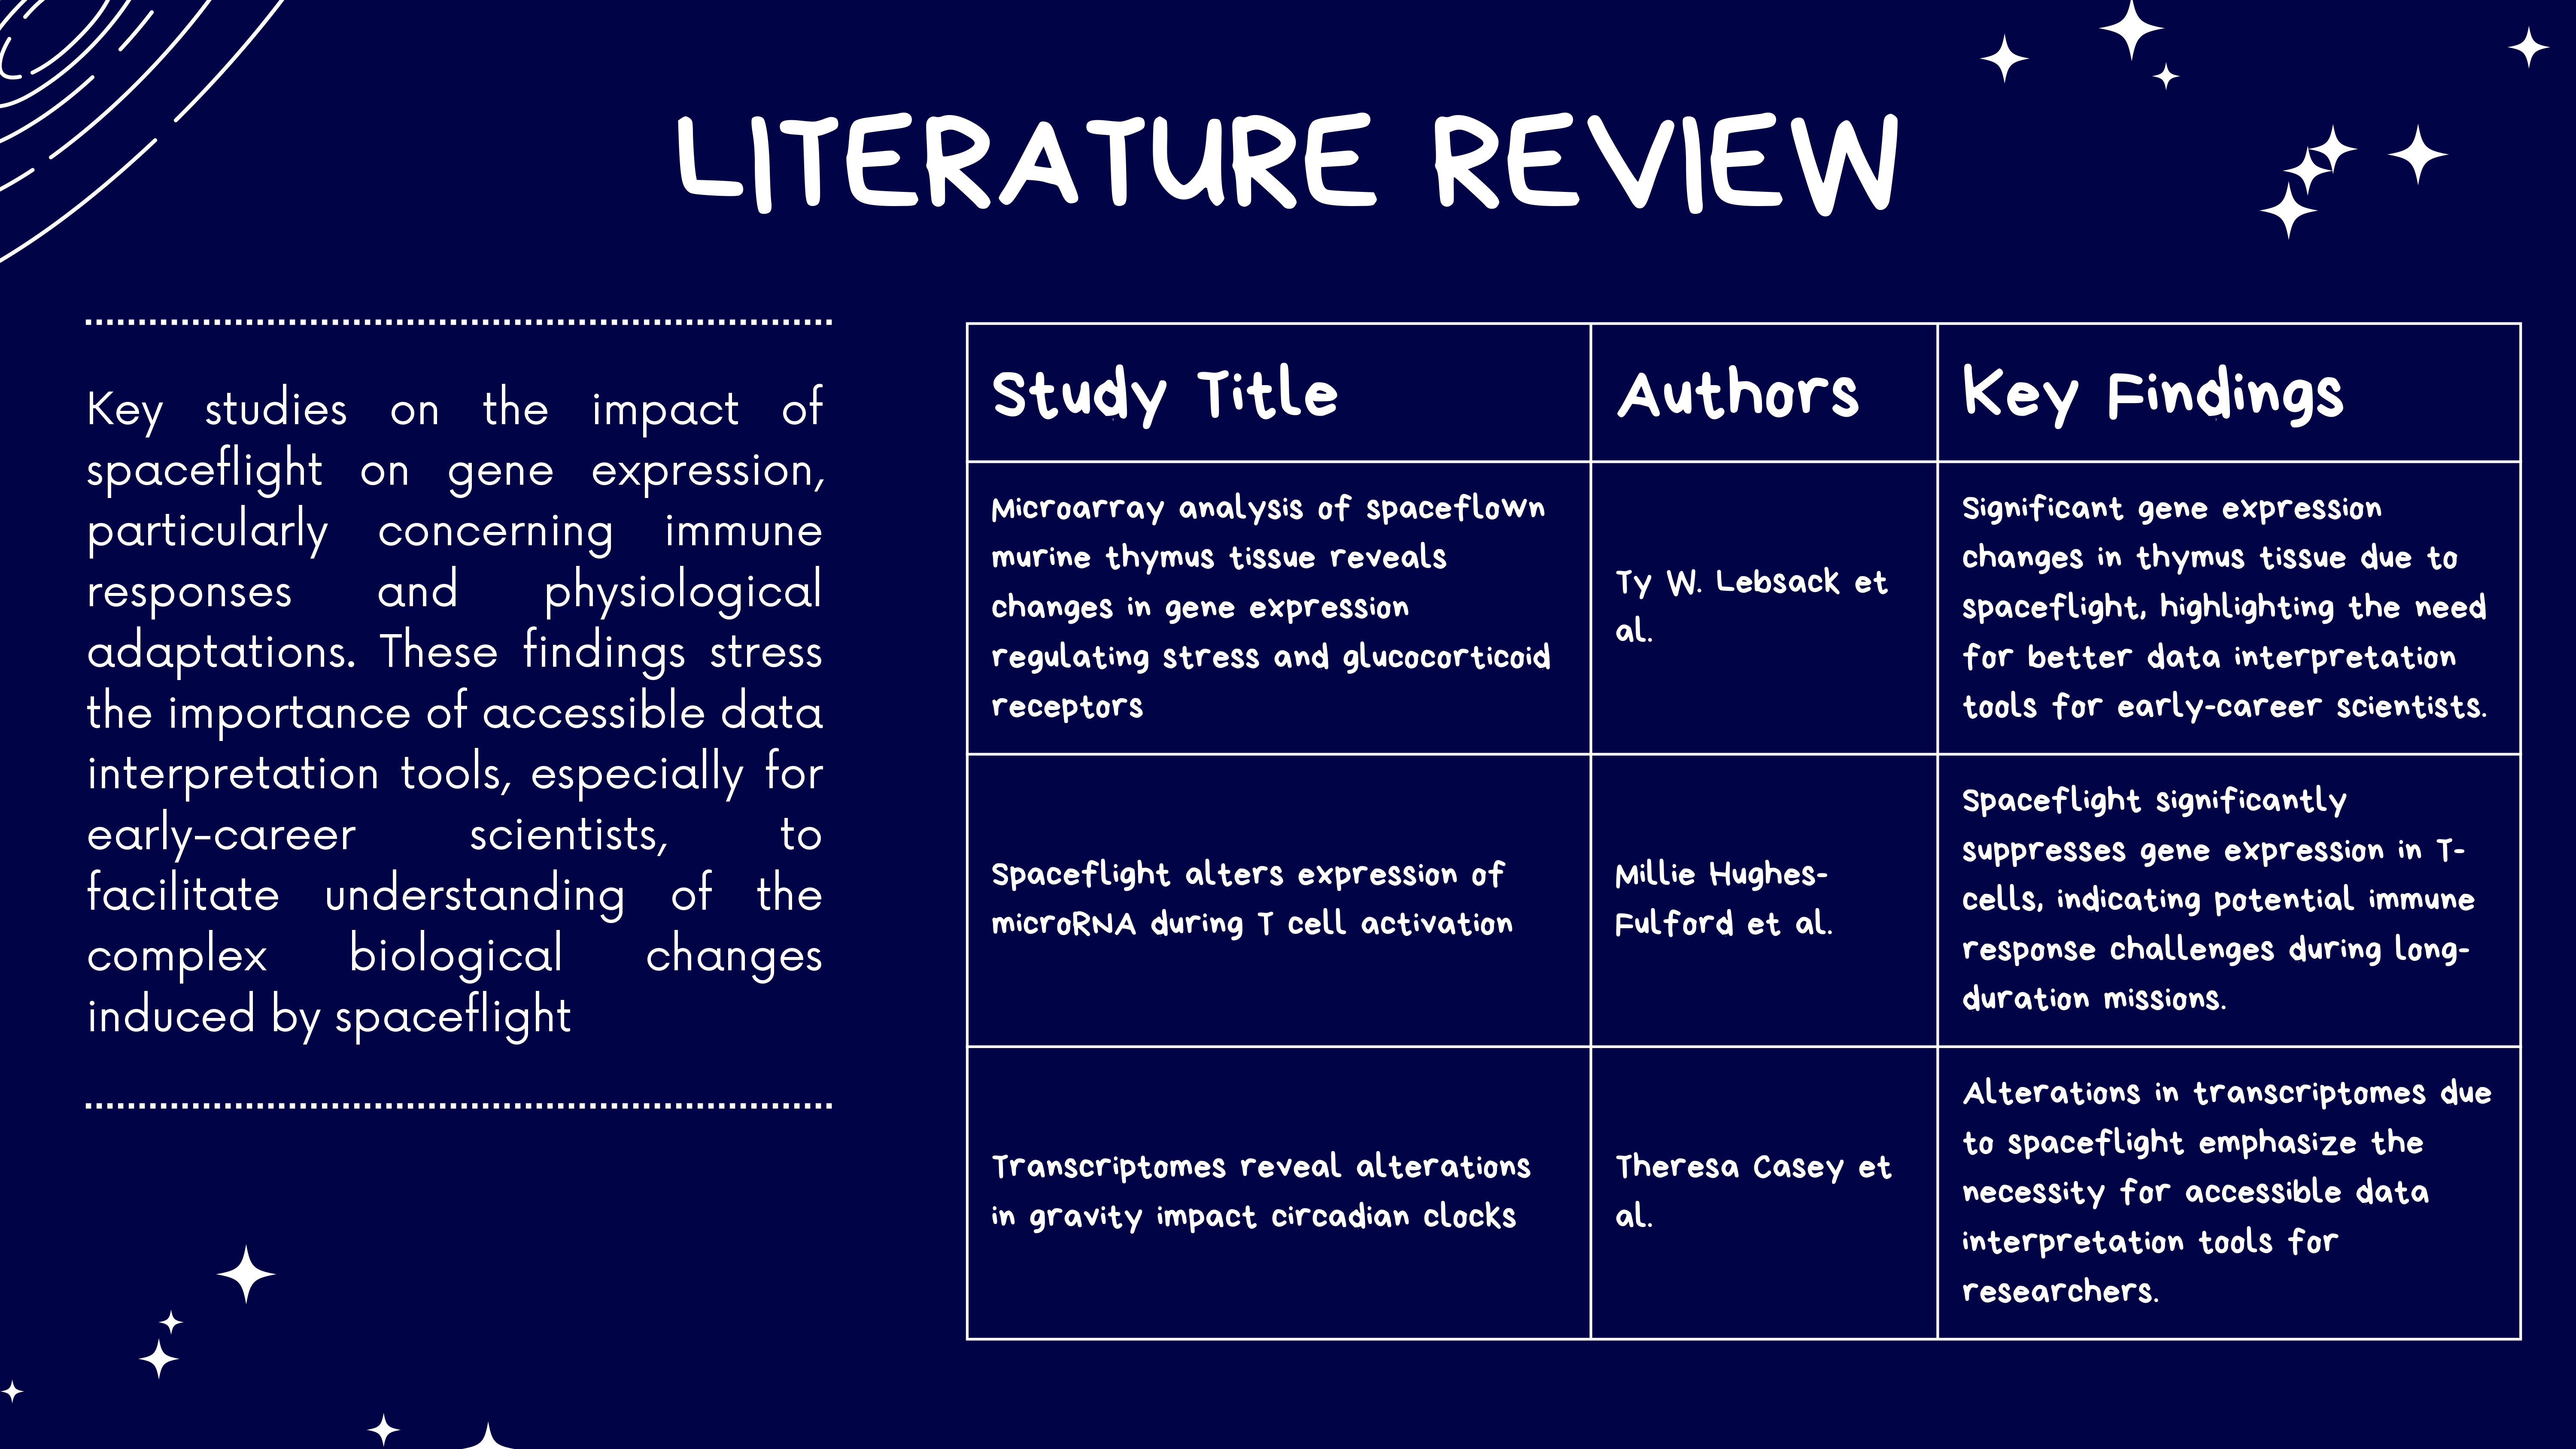 LITERATURE REVIEW
Key studies on the impact of
spaceflight on gene expression,
particularly concerning immune
responses and physiological
adaptations. These findings stress
the importance of accessible data
interpretation tools, especially for
early-career scientists, to
facilitate understanding of the
complex biological changes
induced by spaceflight
Study Title
Authors
Key Findings
Microarray analysis of spaceflown
murine thymus tissue reveals
changes in gene expression
regulating stress and glucocorticoid
receptors
Ty W. Lebsack et
al.
Significant gene expression
changes in thymus tissue due to
spaceflight, highlighting the need
for better data interpretation
tools for early-career scientists.
Spaceflight alters expression of
microRNA during T cell activation
Millie Hughes-
Fulford et al.
Spaceflight significantly
suppresses gene expression in T-
cells, indicating potential immune
response challenges during long-
duration missions.
Transcriptomes reveal alterations
in gravity impact circadian clocks
Theresa Casey et
al.
Alterations in transcriptomes due
to spaceflight emphasize the
necessity for accessible data
interpretation tools for
researchers.